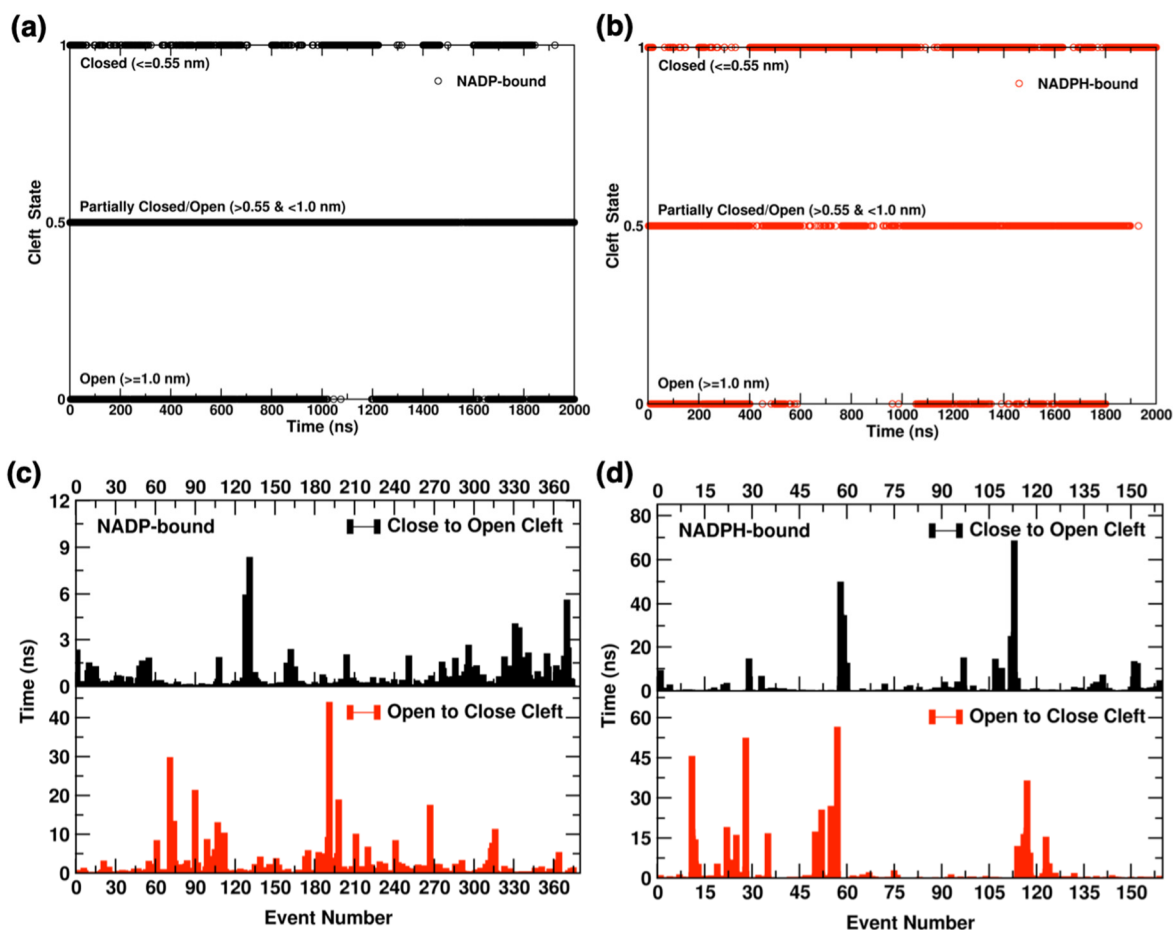 (a)
1
Closed (<=0.55 nm)
NADP-bound
Cleft State
Partially Closed/Open (>0.55 & <1.0 nm)
0.5
Open (>=1.0 nm)
0
0 200 400 600 800 1000 1200 1400 1600 1800 2000
Time (ns)
(b)
1
Closed (<=0.55 nm)
NADPH-bound
Cleft State
Partially Closed/Open (>0.55 & <1.0 nm)
0.5
Open (>=1.0 nm)
0
0 200 400 600 800 1000 1200 1400 1600 1800 2000
Time (ns)
(c)
0 30 60 90 120 150 180 210 240 270 300 330 360
12
NADP-bound
Close to Open Cleft
9
6
3
0
Time (ns)
Open to Close Cleft
40
30
20
10
0
0 30 60 90 120 150 180 210 240 270 300 330 360
Event Number
(d)
0 15 30 45 60 75 90 105 120 135 150
80
NADPH-bound
Close to Open Cleft
60
40
20
0
Time (ns)
Open to Close Cleft
60
45
30
15
0
0 15 30 45 60 75 90 105 120 135 150
Event Number